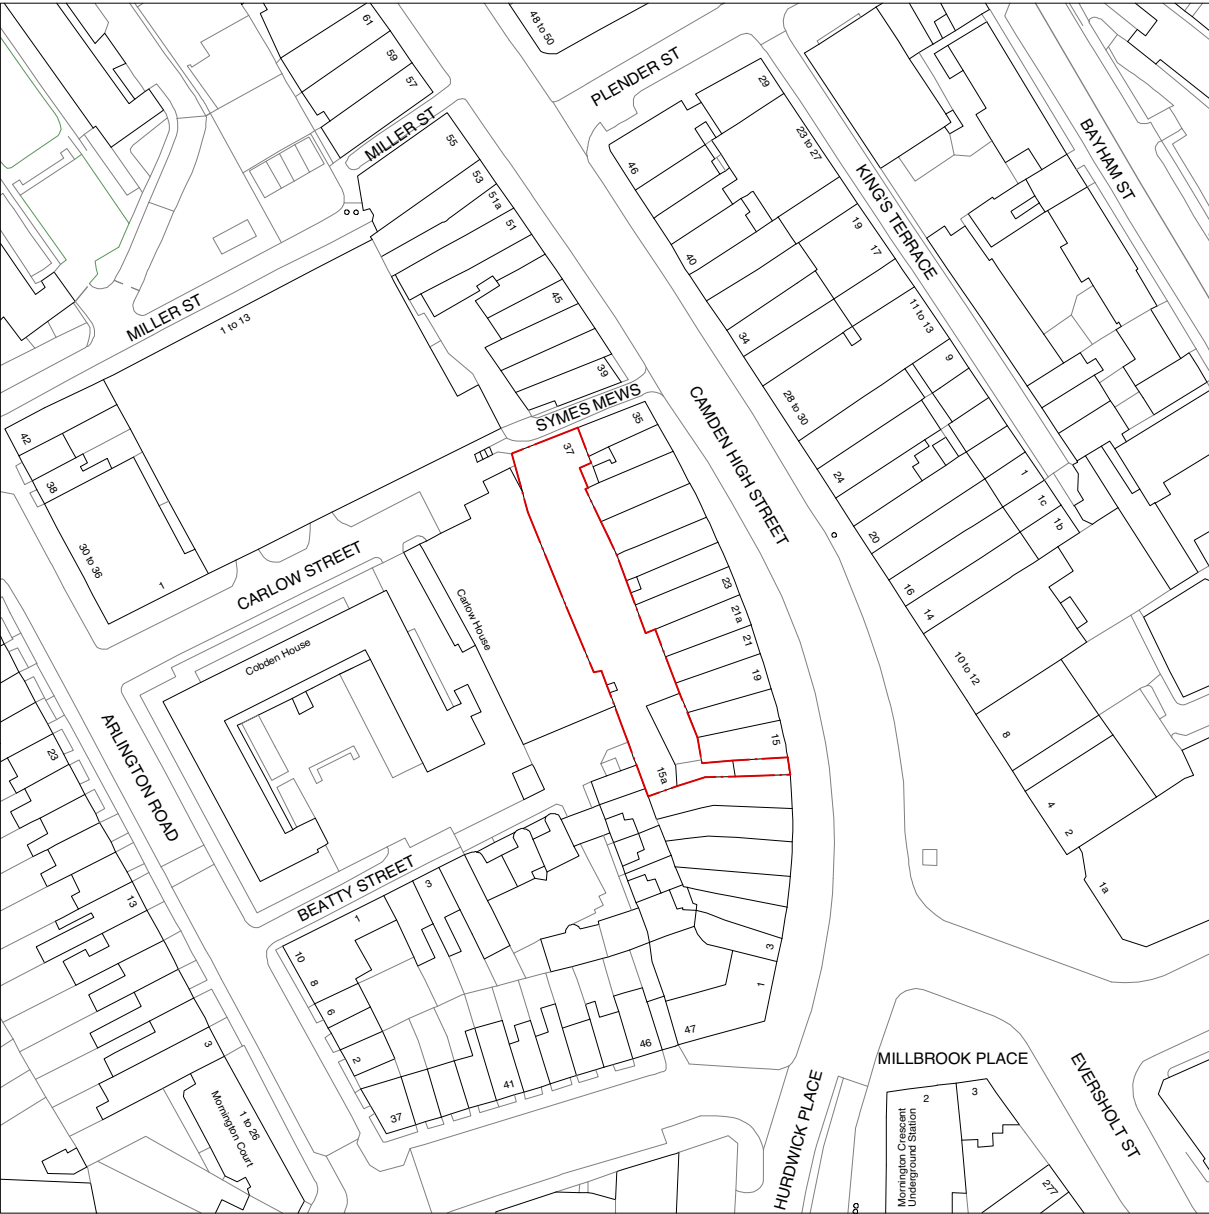 61
59
57
48 to 50
PLENDER ST
MILLER ST
29
23 to 27
46
KING'S TERRACE
BAYHAM ST
55
53
51a
51
45
39
40
34
28 to 30
24
19
17
11 to 13
9
MILLER ST
1 to 13
SYMES MEWS
CAMDEN HIGH STREET
37
35
42
38
30 to 36
1
CARLOW STREET
Carlow House
Cobden House
1
1c
1b
20
16
14
10 to 12
8
4
2
1a
23
21a
21
19
15
15a
ARLINGTON ROAD
23
13
3
BEATTY STREET
1
3
10
8
6
2
37
41
46
47
3
1
1 to 26
Mornington Court
HURDWICK PLACE
MILLBROOK PLACE
EVERSHOLT ST
2
3
277
Mornington Crescent
Underground Station